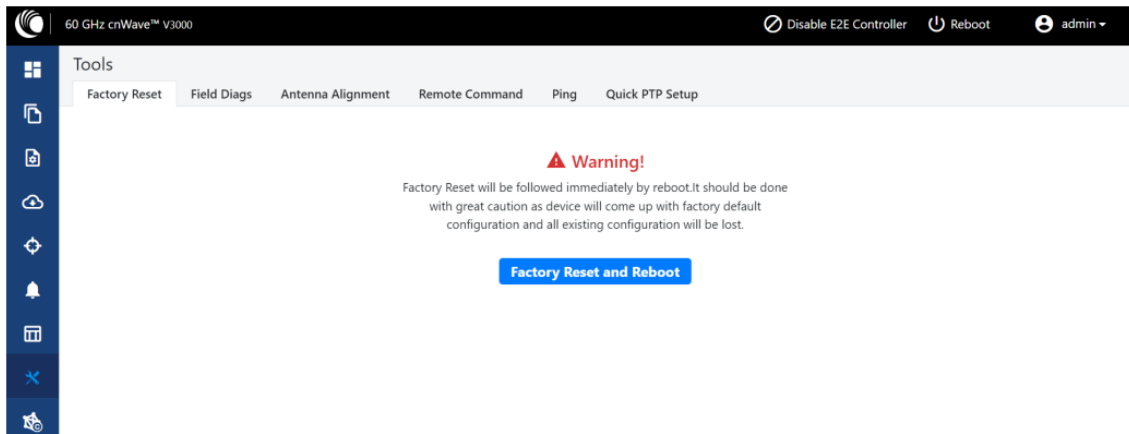 60 GHz cnWave™ V3000
Disable E2E Controller
Reboot
admin
Tools
Factory Reset
Field Diags
Antenna Alignment
Remote Command
Ping
Quick PTP Setup
Warning!
Factory Reset will be followed immediately by reboot.It should be done
with great caution as device will come up with factory default
configuration and all existing configuration will be lost.
Factory Reset and Reboot